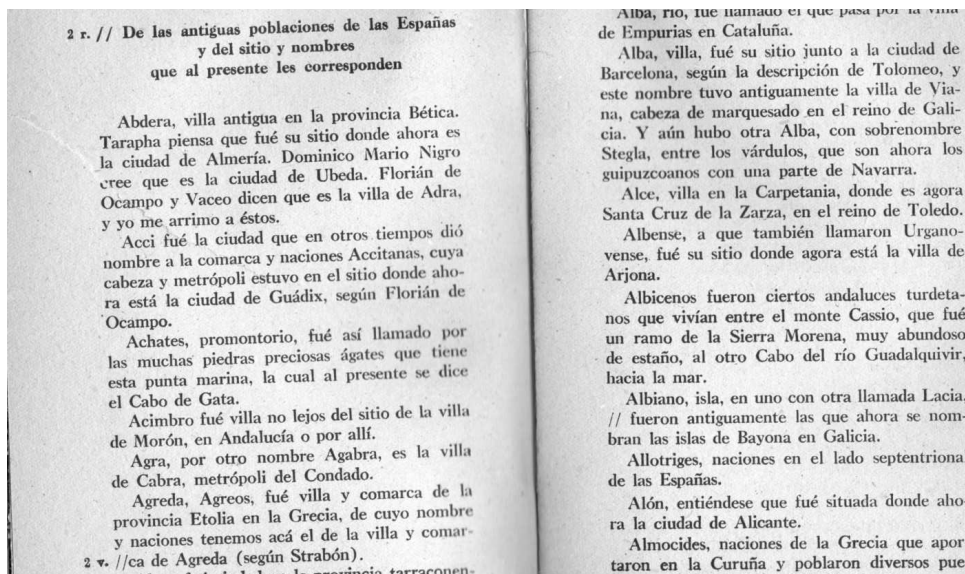 2 r. // De las antiguas poblaciones de las Españas
y del sitio y nombres
que al presente les corresponden
Abdera, villa antigua en la provincia Bética.
Tarapha piensa que fué su sitio donde ahora es
la ciudad de Almería. Dominico Mario Nigro
cree que es la ciudad de Ubeda. Florián de
Ocampo y Vaceo dicen que es la villa de Adra,
y yo me arrimo a éstos.
Acci fué la ciudad que en otros tiempos dió
nombre a la comarca y naciones Accitanas, cuya
cabeza y metrópoli estuvo en el sitio donde aho-
ra está la ciudad de Guádix, según Florián de
Ocampo.
Achates, promontorio, fué así llamado por
las muchas piedras preciosas ágates que tiene
esta punta marina, la cual al presente se dice
el Cabo de Gata.
Acimbro fué villa no lejos del sitio de la villa
de Morón, en Andalucía o por allí.
Agra, por otro nombre Agabra, es la villa
de Cabra, metrópoli del Condado.
Agreda, Agreos, fué villa y comarca de la
provincia Etolia en la Grecia, de cuyo nombre
y naciones tenemos acá el de la villa y comar-
2 v. //ca de Agreda (según Strabón).
la provincia tarraconen-
Alba, río, fué llamado el que pasa por la villa
de Empurias en Cataluña.
Alba, villa, fué su sitio junto a la ciudad de
Barcelona, según la descripción de Tolomeo, y
este nombre tuvo antiguamente la villa de Via-
na, cabeza de marquesado en el reino de Gali-
cia. Y aún hubo otra Alba, con sobrenombre
Stegla, entre los várdulos, que son ahora los
guipuzcoanos con una parte de Navarra.
Alce, villa en la Carpetania, donde es agora
Santa Cruz de la Zarza, en el reino de Toledo.
Albense, a que también llamaron Urgano-
vense, fué su sitio donde agora está la villa de
Arjona.
Albicenos fueron ciertos andaluces turdeta-
nos que vivían entre el monte Cassio, que fué
un ramo de la Sierra Morena, muy abundoso
de estaño, al otro Cabo del río Guadalquivir,
hacia la mar.
Albiano, isla, en uno con otra llamada Lacia,
// fueron antiguamente las que ahora se nom-
bran las islas de Bayona en Galicia.
Allotriges, naciones en el lado septentriona
de las Españas.
Alón, entiéndese que fué situada donde aho
ra la ciudad de Alicante.
Almocides, naciones de la Grecia que apor
taron en la Curuña y poblaron diversos pue